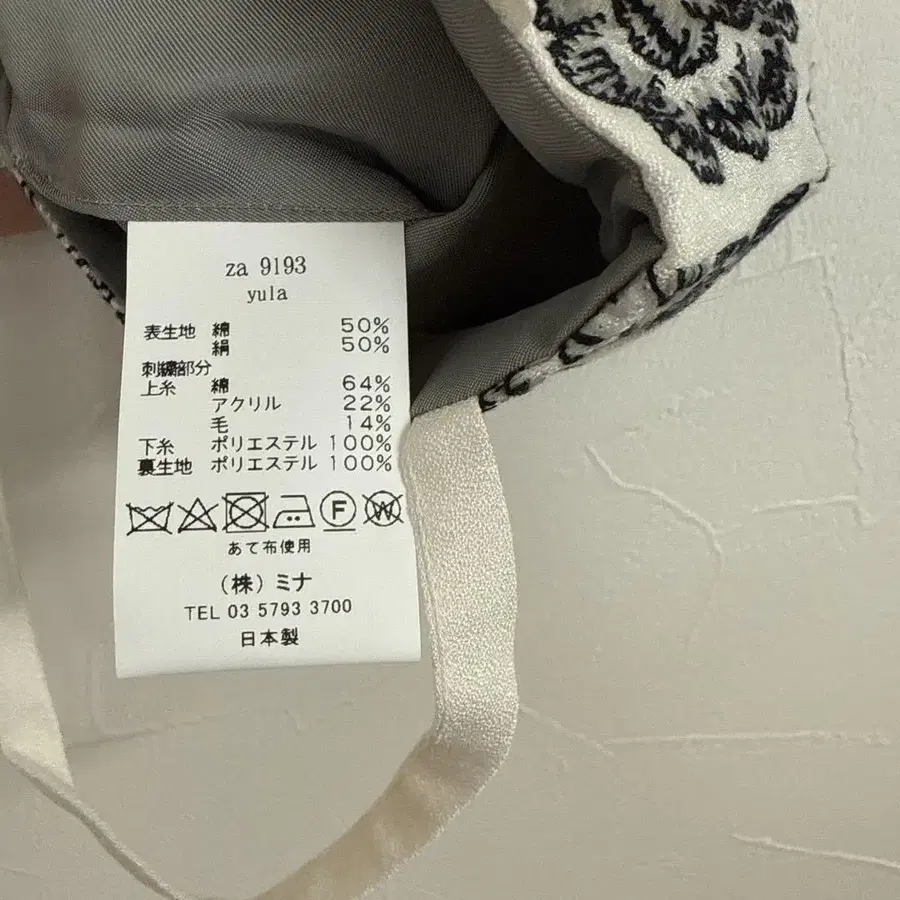 za 9193
yula
表生地 綿 50%
絹 50%
刺繍部分
上糸 綿 64%
アクリル 22%
毛 14%
下糸 ポリエステル 100%
裏生地 ポリエステル 100%
F W
あて布使用
(株) ミナ
TEL 03 5793 3700
日本製